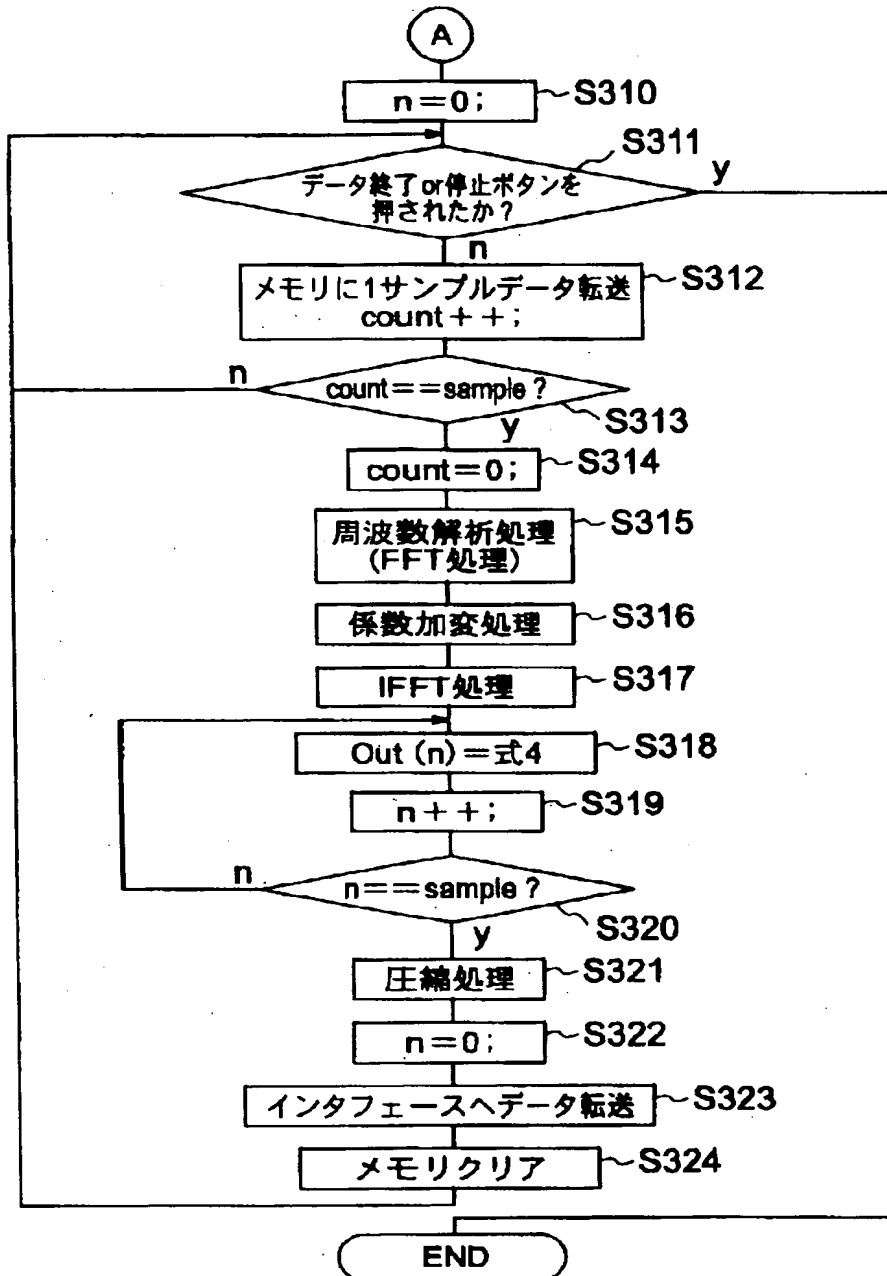 A
n=0;
S310
S311
データ終了or停止ボタンを
押されたか?
y
n
メモリに1サンプルデータ転送
count++;
S312
n
count==sample?
S313
y
count=0;
S314
周波数解析処理
(FFT処理)
S315
係数加変処理
S316
IFFT処理
S317
Out(n)=式4
S318
n++;
S319
n
n==sample?
S320
y
圧縮処理
S321
n=0;
S322
インタフェースへデータ転送
S323
メモリクリア
S324
END